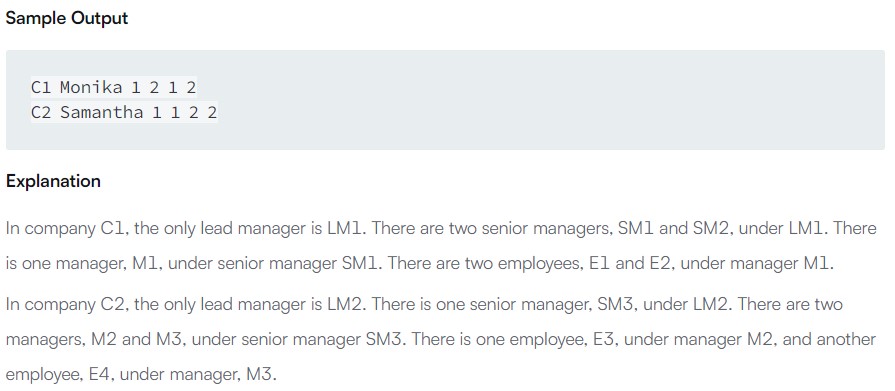 Sample Output
C1 Monika 1 2 1 2
C2 Samantha 1 1 2 2
Explanation
In company C1, the only lead manager is LM1. There are two senior managers, SM1 and SM2, under LM1. There
is one manager, M1, under senior manager SM1. There are two employees, E1 and E2, under manager M1.
In company C2, the only lead manager is LM2. There is one senior manager, SM3, under LM2. There are two
managers, M2 and M3, under senior manager SM3. There is one employee, E3, under manager M2, and another
employee, E4, under manager, M3.